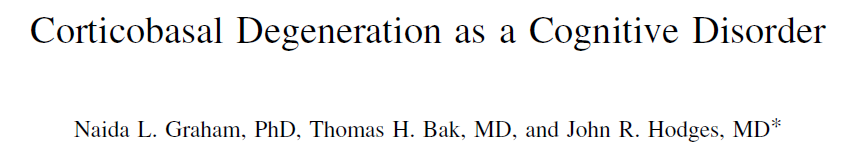 Corticobasal Degeneration as a Cognitive Disorder
Naida L. Graham, PhD, Thomas H. Bak, MD, and John R. Hodges, MD*